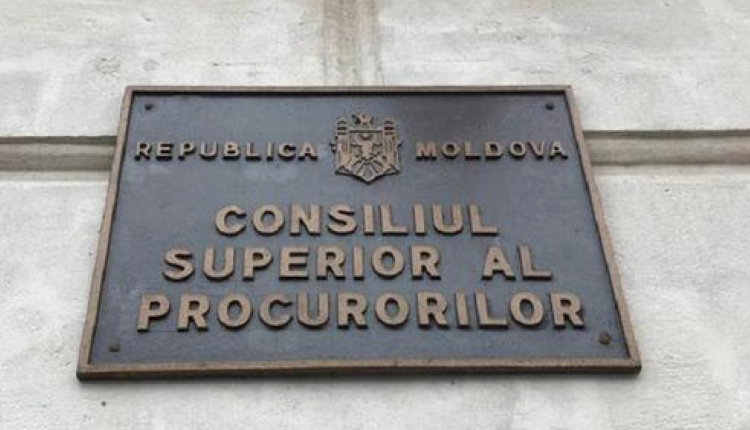 REPUBLICA MOLDOVA
CONSILIUL
SUPERIOR AL
PROCURORILOR